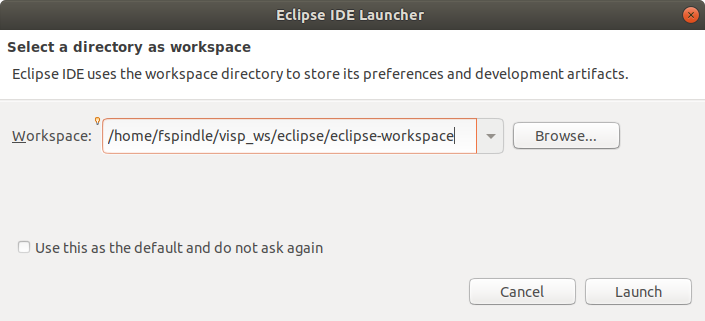 Eclipse IDE Launcher
Select a directory as workspace
Eclipse IDE uses the workspace directory to store its preferences and development artifacts.
Workspace: /home/fspindle/visp_ws/eclipse/eclipse-workspace Browse...
Use this as the default and do not ask again
Cancel Launch